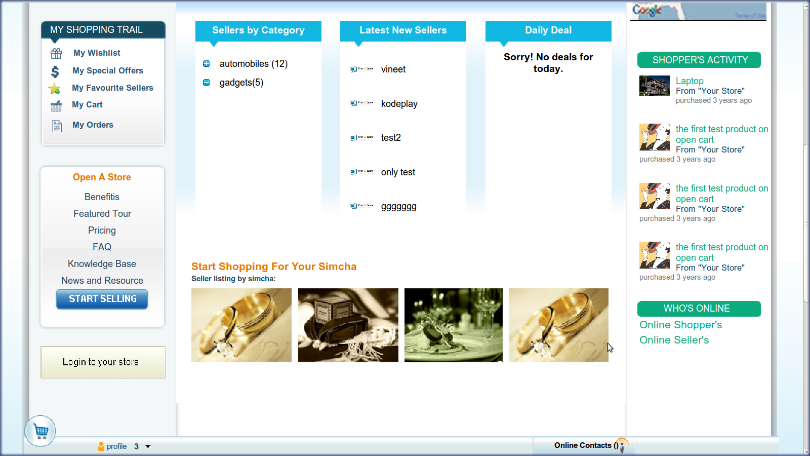 MY SHOPPING TRAIL
My Wishlist
My Special Offers
My Favourite Sellers
My Cart
My Orders
Open A Store
Benefitis
Featured Tour
Pricing
FAQ
Knowledge Base
News and Resource
START SELLING
Login to your store
Sellers by Category
automobiles (12)
gadgets(5)
Latest New Sellers
vineet
kodeplay
test2
only test
ggggggg
Daily Deal
Sorry! No deals for
today.
Start Shopping For Your Simcha
Seller listing by simcha:
Google
Terms of Use
SHOPPER'S ACTIVITY
Laptop
From "Your Store"
purchased 3 years ago
the first test product on
open cart
From "Your Store"
purchased 3 years ago
the first test product on
open cart
From "Your Store"
purchased 3 years ago
the first test product on
open cart
From "Your Store"
purchased 3 years ago
WHO'S ONLINE
Online Shopper's
Online Seller's
profile 3
Online Contacts ()